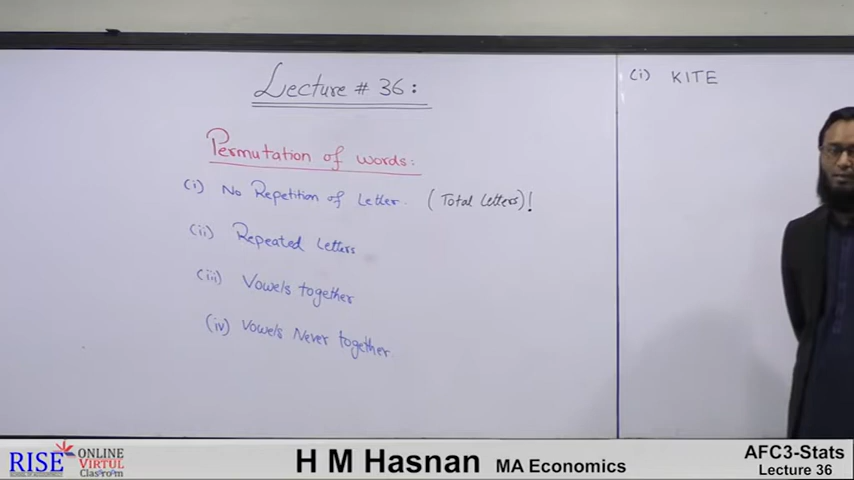 Lecture # 36:
Permutation of words:
(i) No Repetition of Letter. (Total letters)!
(ii) Repeated Letters
(iii) Vowels together
(iv) Vowels Never together.
(i) KITE
RISE ONLINE
VIRTUL
Classroom
H M Hasnan MA Economics
AFC3-Stats
Lecture 36